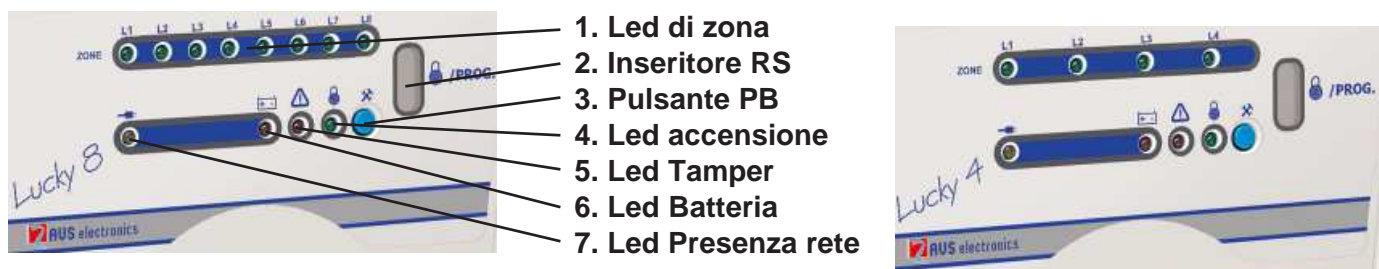 L1 L2 L3 L4 L5 L6 L7 L8
ZONE
/PROG.
Lucky 8
AVS electronics
1. Led di zona
2. Inseritore RS
3. Pulsante PB
4. Led accensione
5. Led Tamper
6. Led Batteria
7. Led Presenza rete
L1 L2 L3 L4
ZONE
/PROG.
Lucky 4
AVS electronics